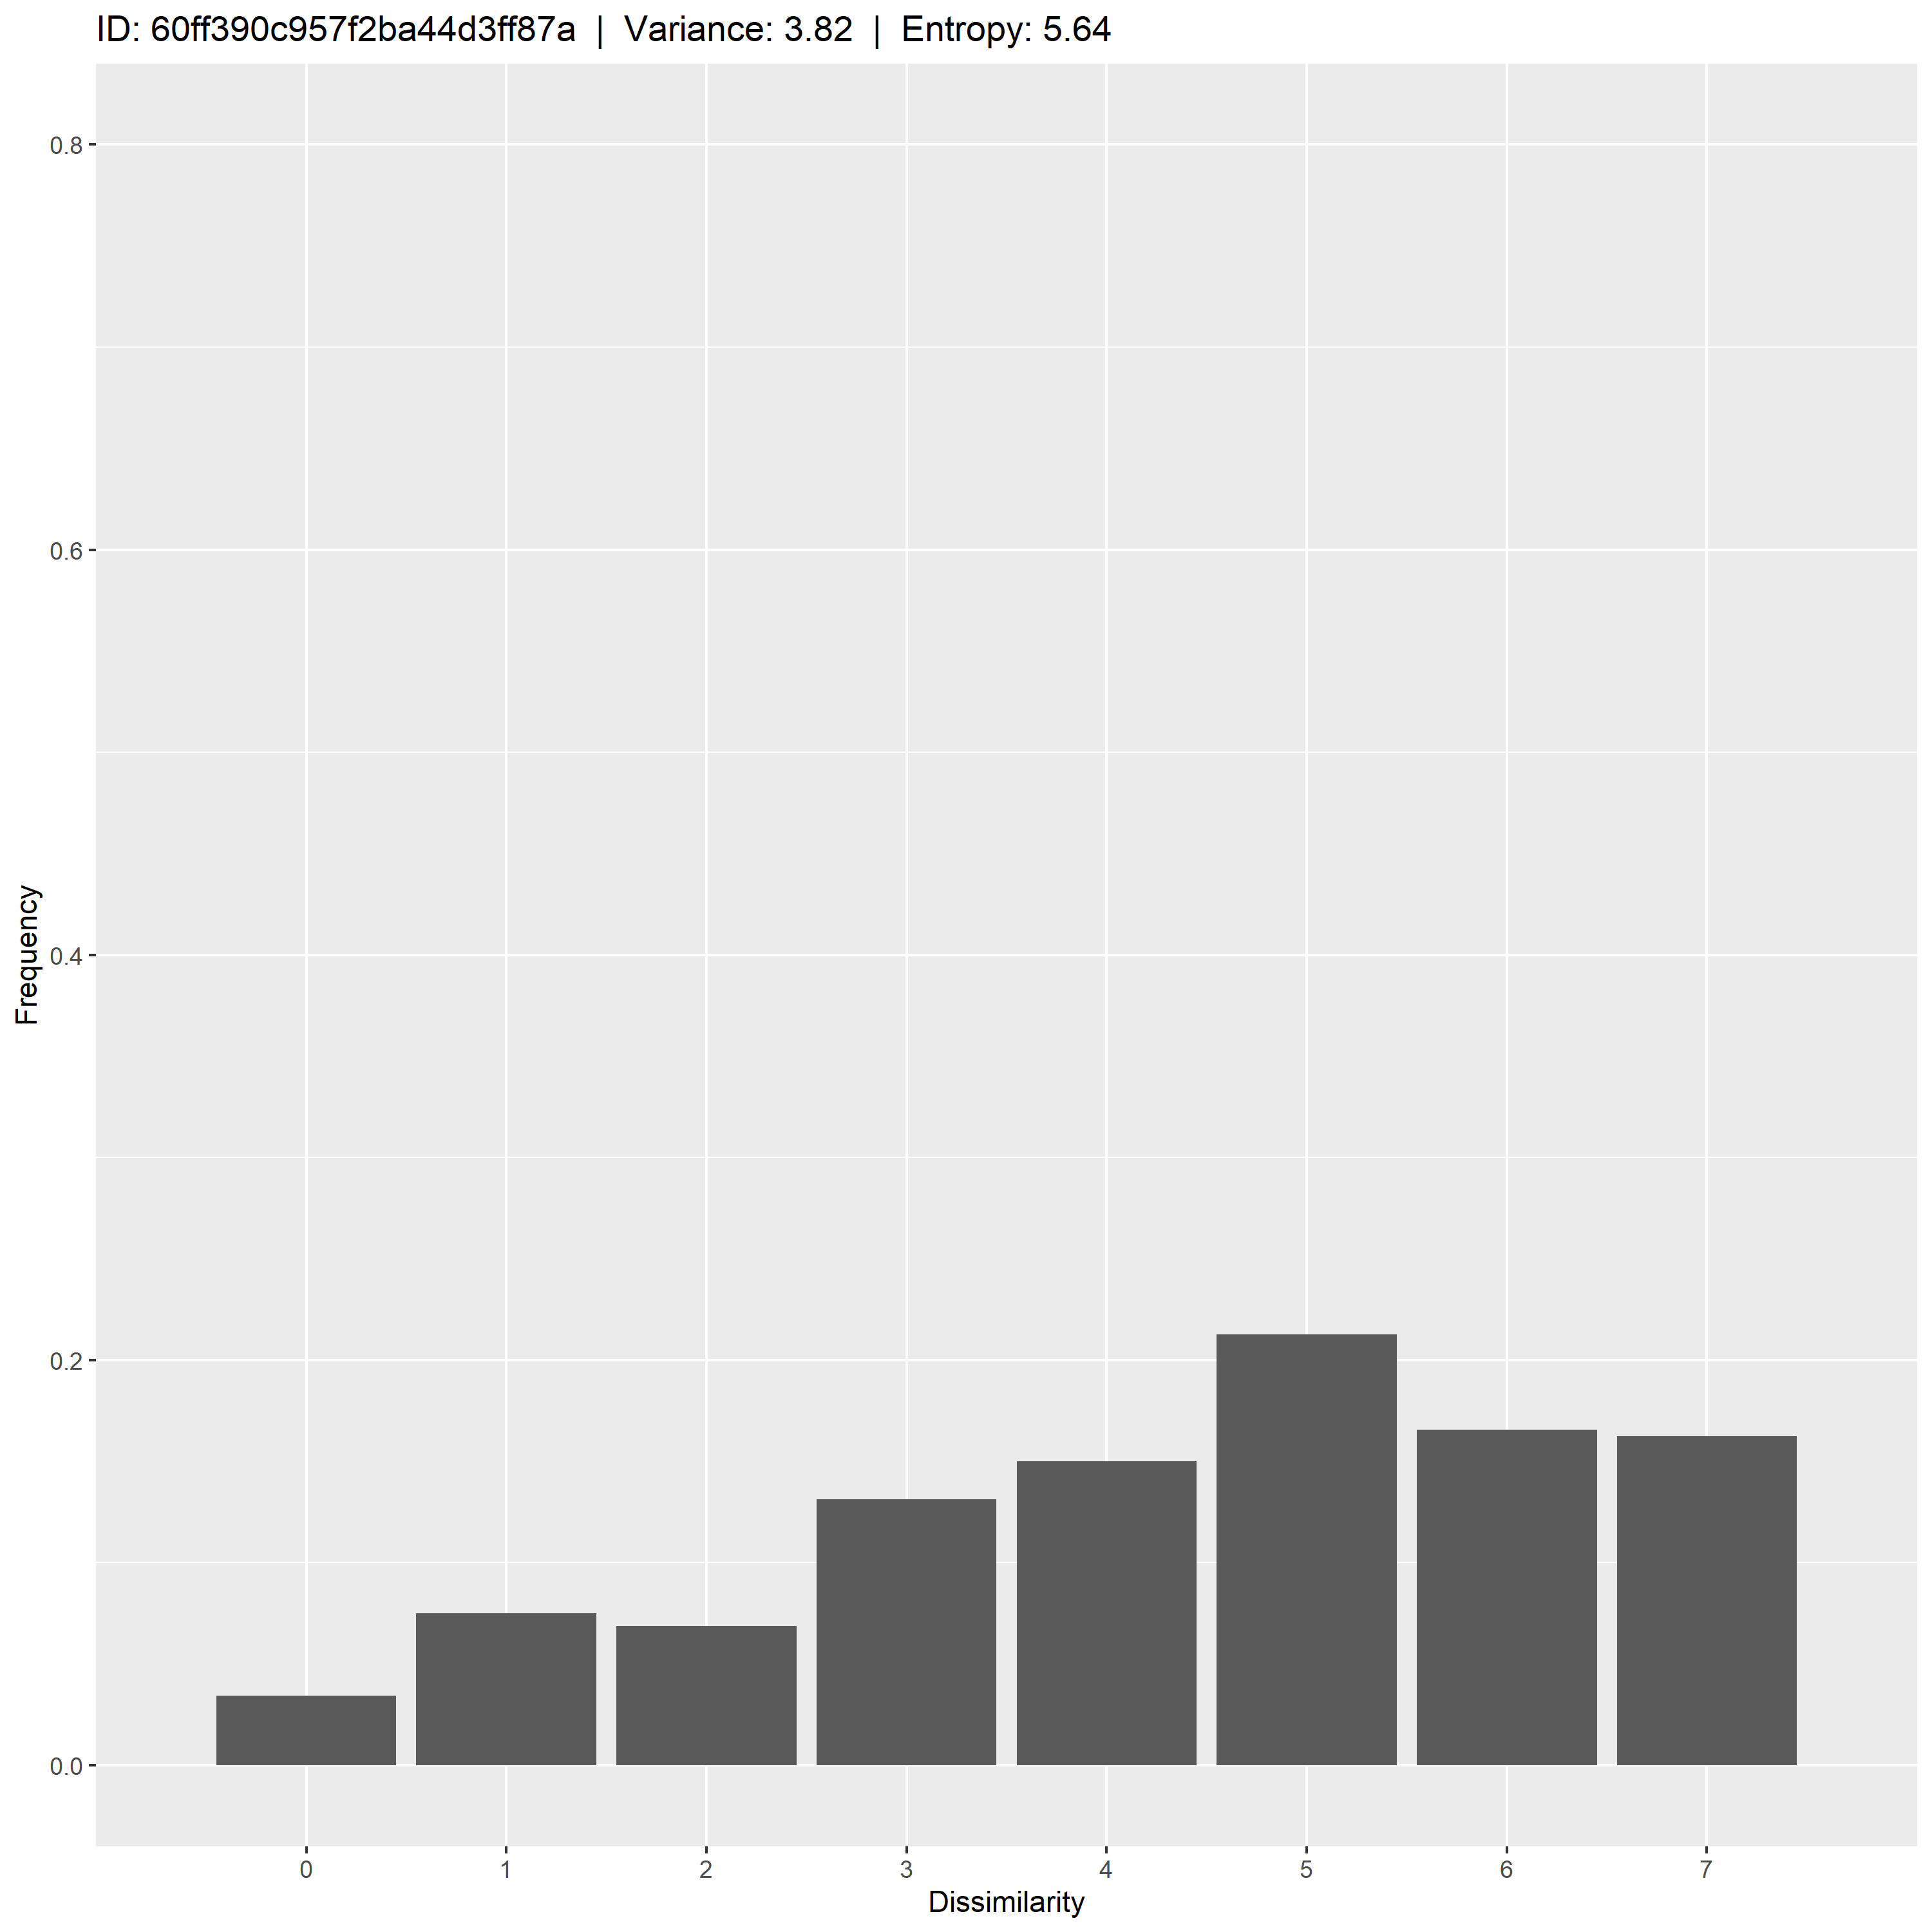 ID: 60ff390c957f2ba44d3ff87a | Variance: 3.82 | Entropy: 5.64
0.8
0.6
0.4
0.2
0.0
Frequency
0 1 2 3 4 5 6 7
Dissimilarity